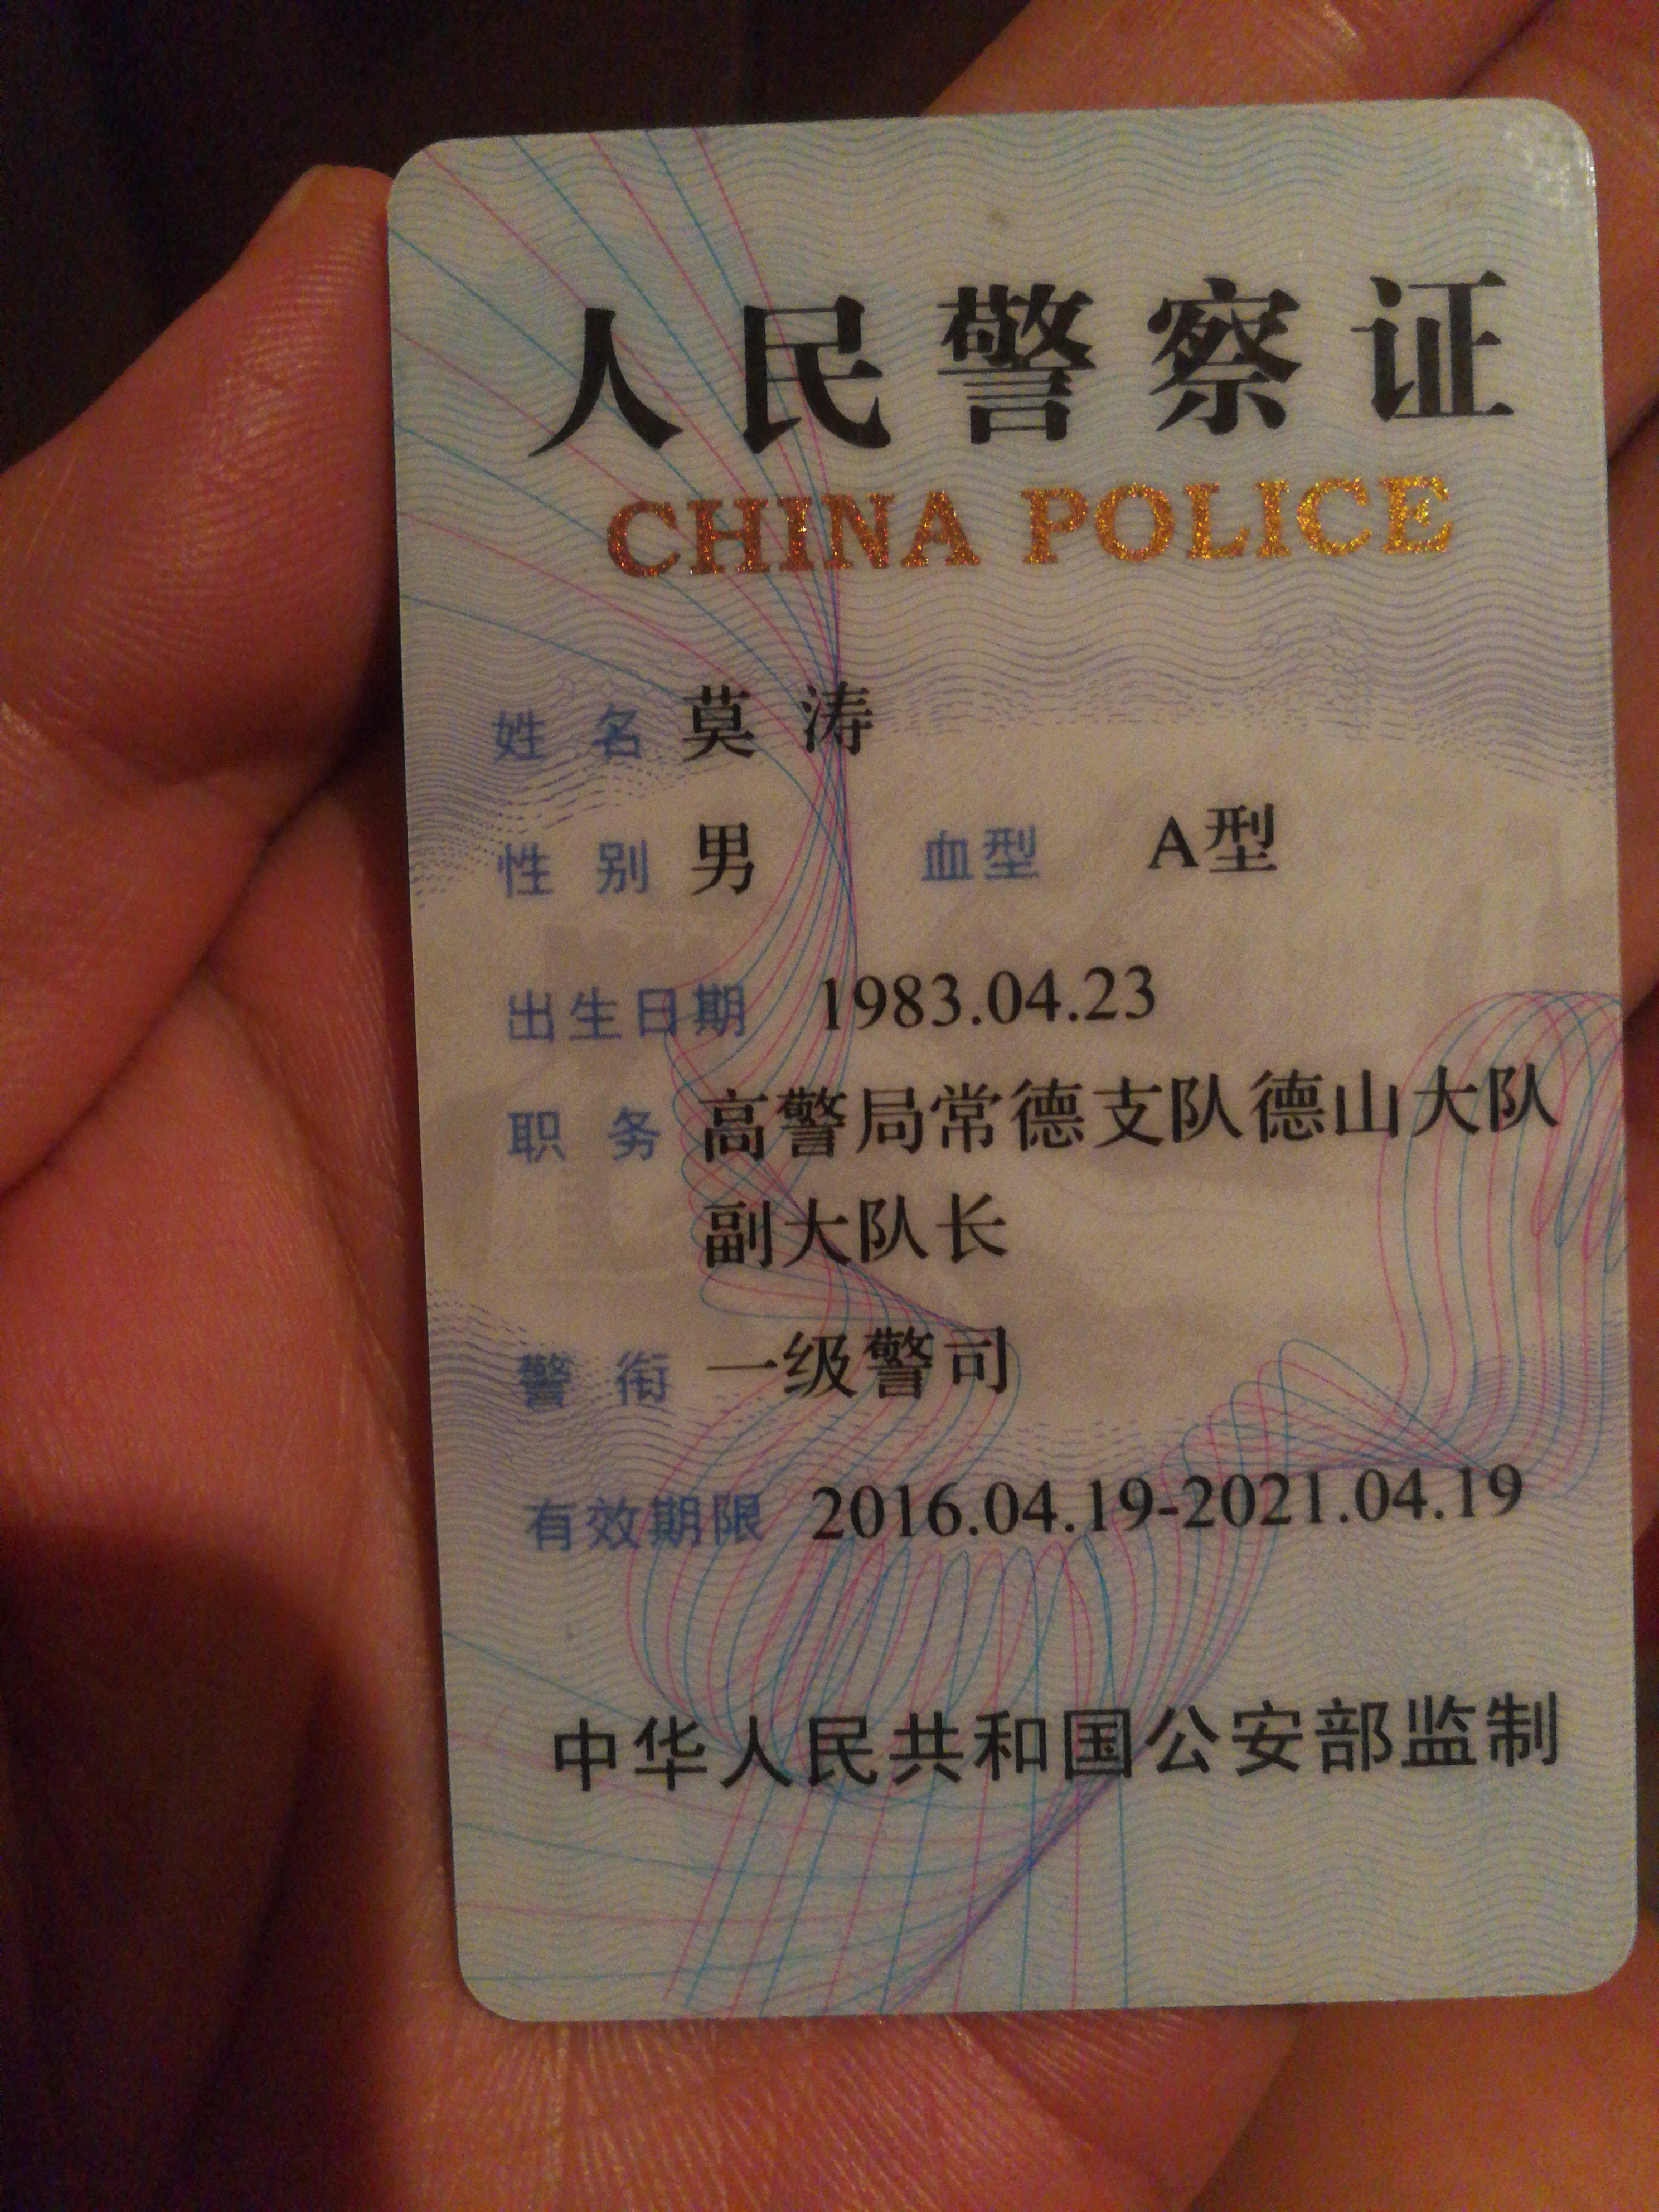 人民警察证
CHINA POLICE
姓 名 莫 涛
性 别 男 血型 A型
出生日期 1983.04.23
职 务 高警局常德支队德山大队
副大队长
警 衔 一级警司
有效期限 2016.04.19-2021.04.19
中华人民共和国公安部监制